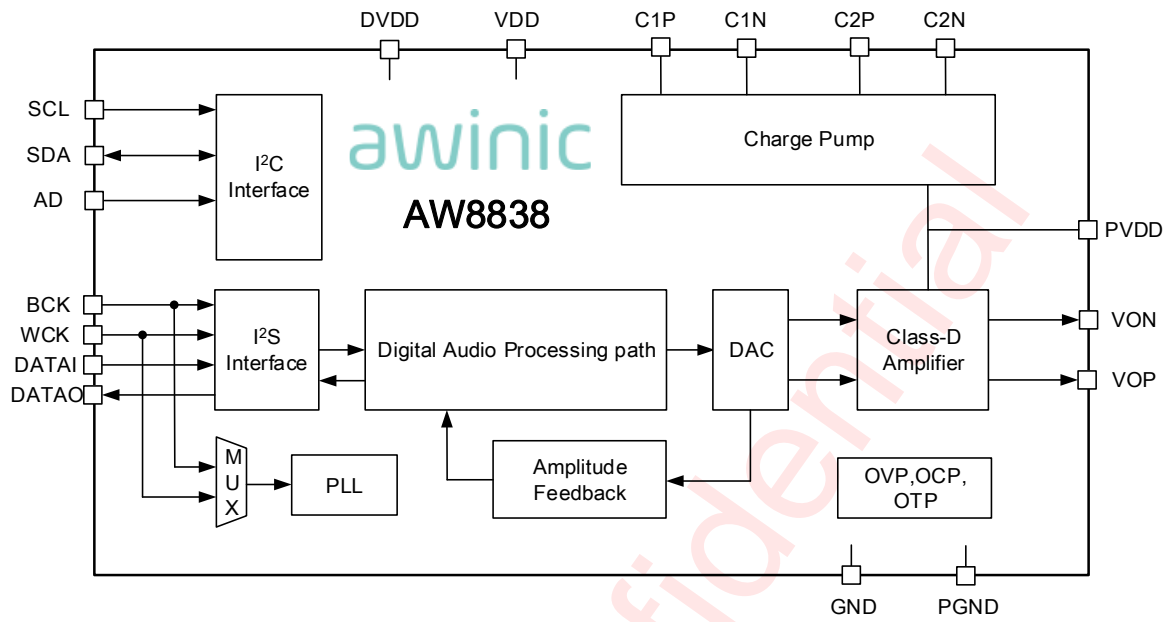 DVDD
VDD
C1P
C1N
C2P
C2N
SCL
SDA
AD
I²C
Interface
awinic
AW8838
Charge Pump
PVDD
BCK
WCK
DATAI
DATAO
I²S
Interface
Digital Audio Processing path
DAC
Class-D
Amplifier
VON
VOP
M
U
X
PLL
Amplitude
Feedback
OVP,OCP,
OTP
GND
PGND
fidential